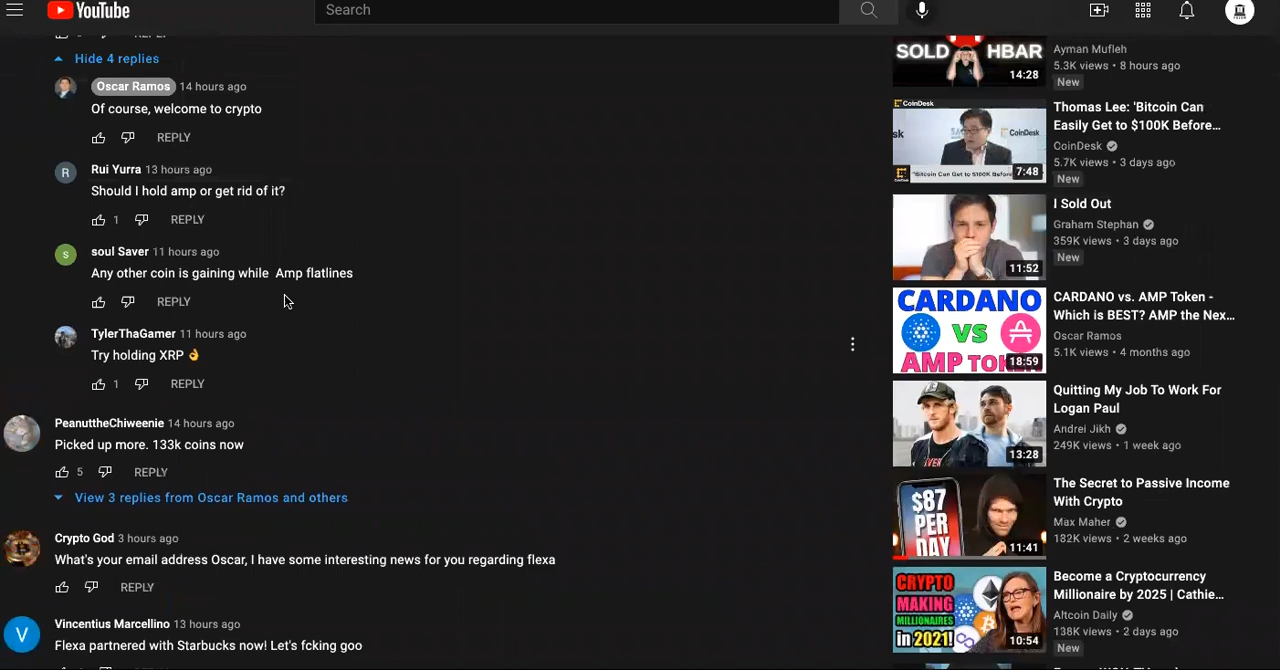 YouTube
Search
Hide 4 replies
Oscar Ramos 14 hours ago
Of course, welcome to crypto
REPLY
R
Rui Yurra 13 hours ago
Should I hold amp or get rid of it?
1 REPLY
S
soul Saver 11 hours ago
Any other coin is gaining while Amp flatlines
REPLY
TylerThaGamer 11 hours ago
Try holding XRP 👌
1 REPLY
PeanuttheChiweenie 14 hours ago
Picked up more. 133k coins now
5 REPLY
View 3 replies from Oscar Ramos and others
Crypto God 3 hours ago
What's your email address Oscar, I have some interesting news for you regarding flexa
REPLY
V
Vincentius Marcellino 13 hours ago
Flexa partnered with Starbucks now! Let's fcking goo
SOLD HBAR
14:28
Ayman Mufleh
5.3K views • 8 hours ago
New
CoinDesk
CoinDesk
"Bitcoin Can Get to $100K Before
7:48
Thomas Lee: 'Bitcoin Can
Easily Get to $100K Before…
CoinDesk
5.7K views • 3 days ago
New
11:52
I Sold Out
Graham Stephan
359K views • 3 days ago
New
CARDANO
VS
AMP TOKEN
18:59
CARDANO vs. AMP Token -
Which is BEST? AMP the Nex…
Oscar Ramos
5.1K views • 4 months ago
13:28
Quitting My Job To Work For
Logan Paul
Andrei Jikh
249K views • 1 week ago
$87
PER
DAY
11:41
The Secret to Passive Income
With Crypto
Max Maher
182K views • 2 weeks ago
CRYPTO
MAKING
MILLIONAIRES
in 2021!
10:54
Become a Cryptocurrency
Millionaire by 2025 | Cathie…
Altcoin Daily
138K views • 2 days ago
New